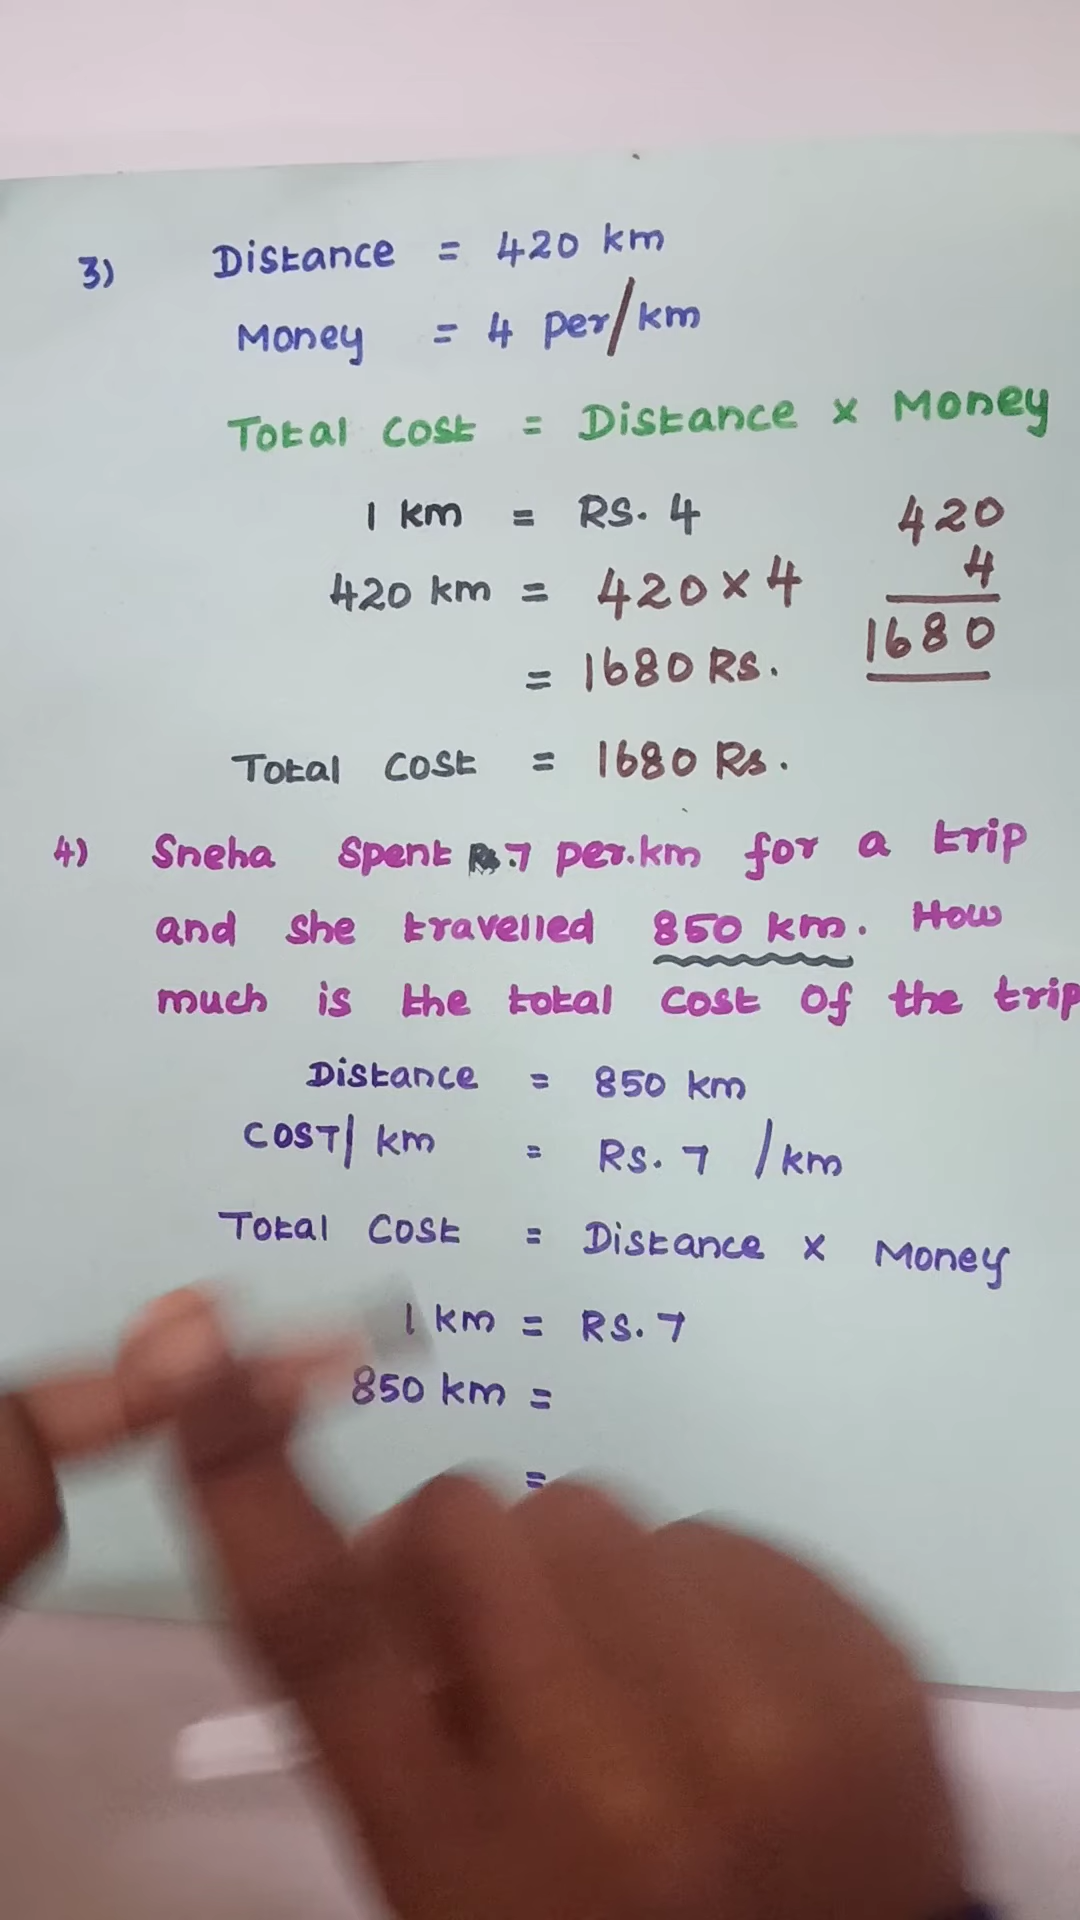 3) Distance = 420 km
Money = 4 per/km
Total cost = Distance x Money
1 km = RS. 4
420
420 km = 420 x 4
4
= 1680 Rs.
1680
Total cost = 1680 Rs.
4) Sneha spent Rs.7 per.km for a trip
and she travelled 850 km. How
much is the total cost of the trip
Distance = 850 km
COST/ km = Rs. 7 /km
Total cost = Distance x Money
1 km = RS. 7
850 km =
=